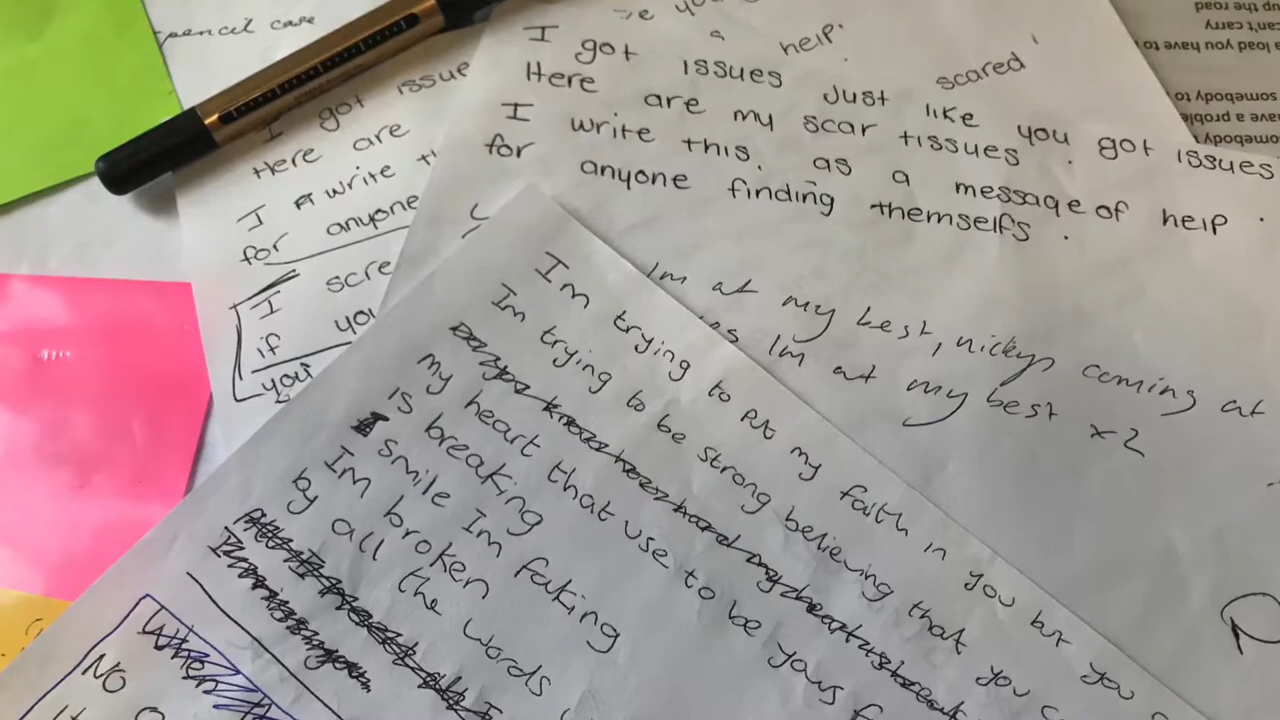 pencil case
I got issue
Here are
I write
for anyone
I scre
if you
you
a help.
scared
I got issues just like you got issues
Here are my scar tissues.
I write this. as a message of help.
for anyone finding themselfs.
Im at my best, nickys coming at
Im at my best x2
Im trying to put my faith in you but you
Im trying to be strong believing that you
my heart that use to be yours
is breaking
smile Im faking
Im broken
by all the words
NO
up the road
can't carry
load you have to
somebody to
have a problem
somebody